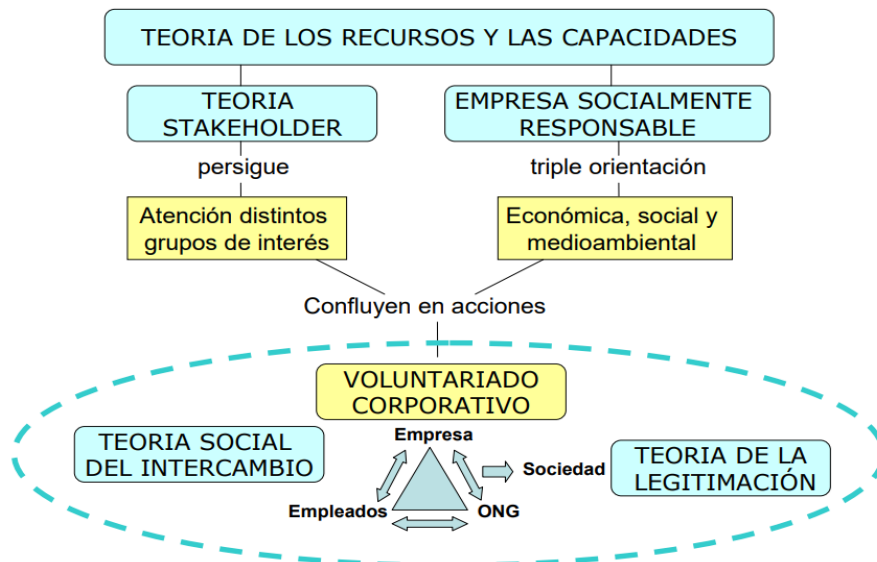 TEORIA DE LOS RECURSOS Y LAS CAPACIDADES
TEORIA
STAKEHOLDER
EMPRESA SOCIALMENTE
RESPONSABLE
persigue
triple orientación
Atención distintos
grupos de interés
Económica, social y
medioambiental
Confluyen en acciones
VOLUNTARIADO
CORPORATIVO
TEORIA SOCIAL
DEL INTERCAMBIO
Empresa
Empleados
ONG
Sociedad
TEORIA DE LA
LEGITIMACIÓN